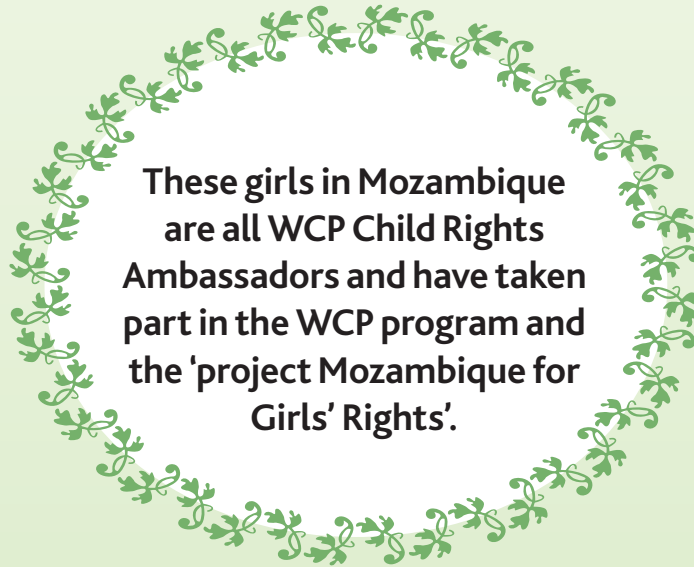 These girls in Mozambique
are all WCP Child Rights
Ambassadors and have taken
part in the WCP program and
the ‘project Mozambique for
Girls’ Rights’.